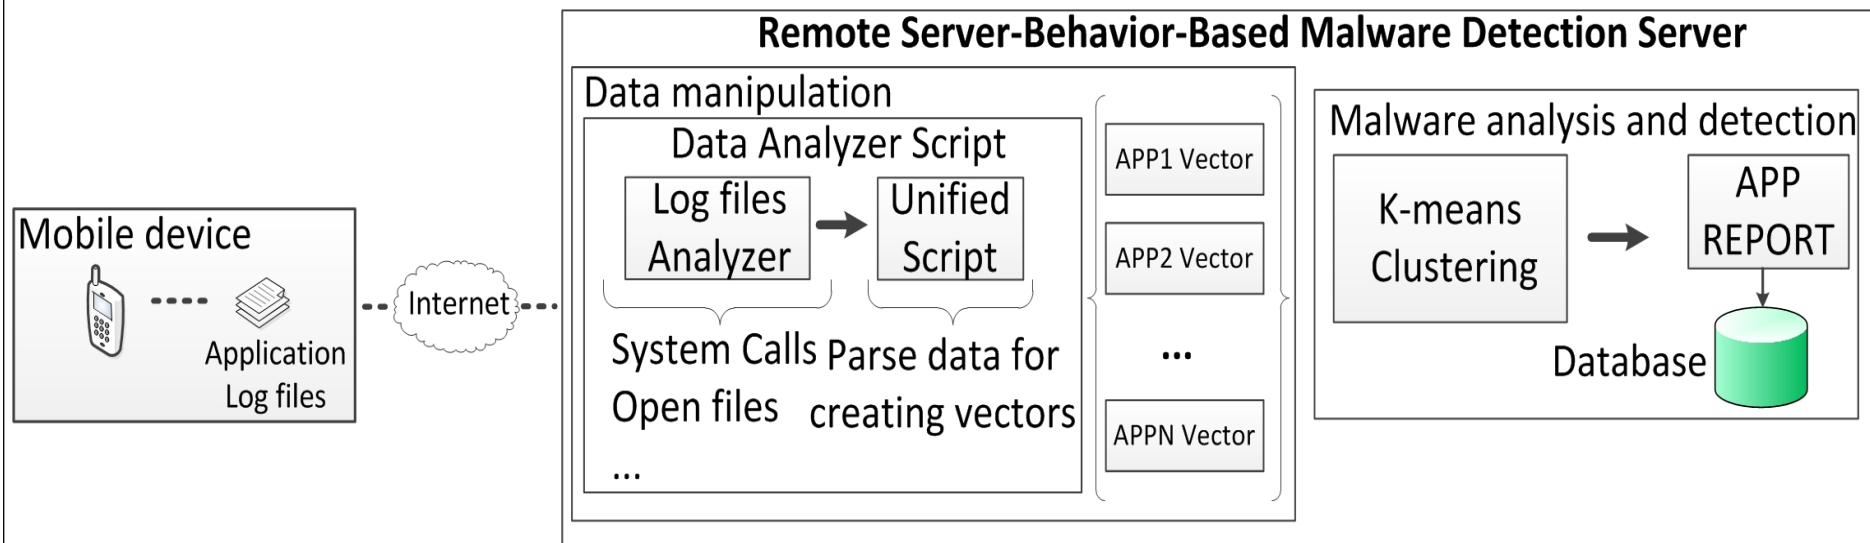 Remote Server-Behavior-Based Malware Detection Server
Mobile device
Application
Log files
Internet
Data manipulation
Data Analyzer Script
Log files
Analyzer
Unified
Script
System Calls
Open files
...
Parse data for
creating vectors
APP1 Vector
APP2 Vector
...
APPN Vector
Malware analysis and detection
K-means
Clustering
APP
REPORT
Database